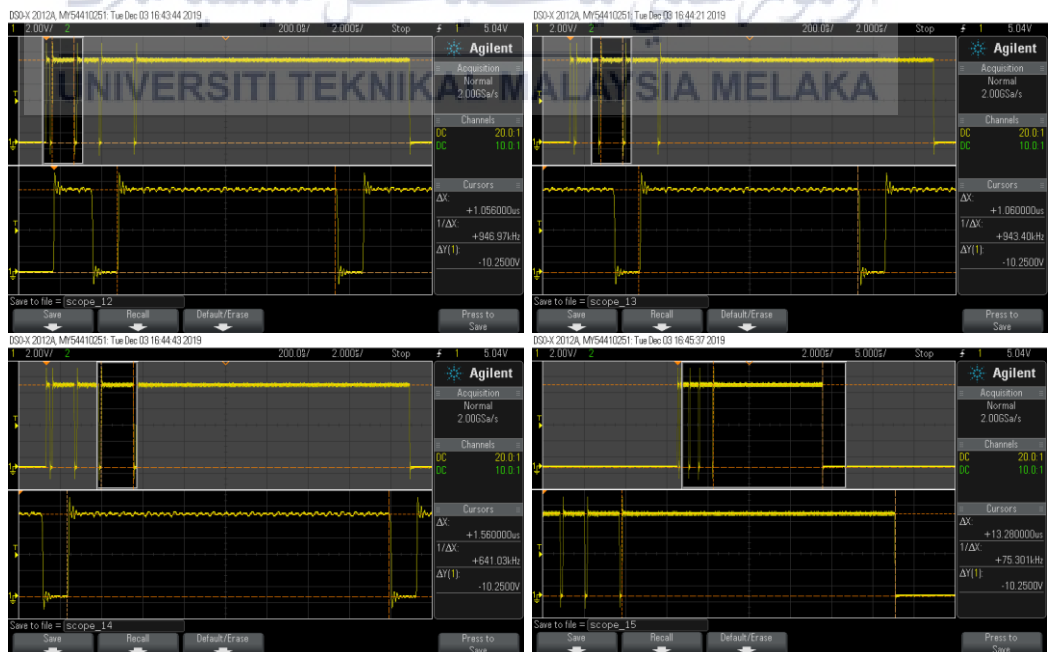 DSO-X 2012A, MY54410251: Tue Dec 03 16:43:44 2019
1 2.00V/ 2 200.0$/ 2.000$/ Stop 1 5.04V
Agilent
Acquisition
Normal
2.00GSa/s
Channels
DC 20.0:1
DC 10.0:1
Cursors
ΔX:
+1.056000us
1/ΔX:
+946.97kHz
ΔY(1):
-10.2500V
Save to file = scope_12
Save Recall Default/Erase Press to
Save
DSO-X 2012A, MY54410251: Tue Dec 03 16:44:21 2019
1 2.00V/ 2 200.0$/ 2.000$/ Stop 1 5.04V
Agilent
Acquisition
Normal
2.00GSa/s
Channels
DC 20.0:1
DC 10.0:1
Cursors
ΔX:
+1.060000us
1/ΔX:
+943.40kHz
ΔY(1):
-10.2500V
Save to file = scope_13
Save Recall Default/Erase Press to
Save
UNIVERSITI TEKNIKAL MALAYSIA MELAKA
DSO-X 2012A, MY54410251: Tue Dec 03 16:44:43 2019
1 2.00V/ 2 200.0$/ 2.000$/ Stop 1 5.04V
Agilent
Acquisition
Normal
2.00GSa/s
Channels
DC 20.0:1
DC 10.0:1
Cursors
ΔX:
+1.560000us
1/ΔX:
+641.03kHz
ΔY(1):
-10.2500V
Save to file = scope_14
Save Recall Default/Erase Press to
Save
DSO-X 2012A, MY54410251: Tue Dec 03 16:45:37 2019
1 2.00V/ 2 2.000$/ 5.000$/ Stop 1 5.04V
Agilent
Acquisition
Normal
2.00GSa/s
Channels
DC 20.0:1
DC 10.0:1
Cursors
ΔX:
+13.280000us
1/ΔX:
+75.301kHz
ΔY(1):
-10.2500V
Save to file = scope_15
Save Recall Default/Erase Press to
Save